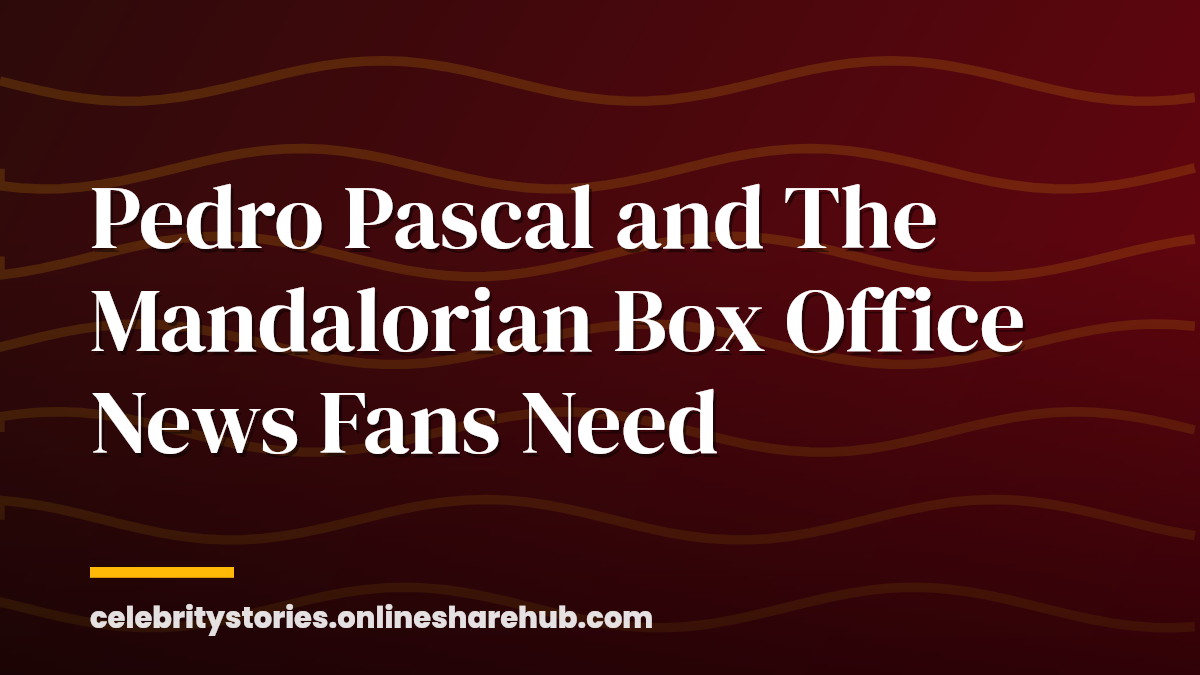 Pedro Pascal and The
Mandalorian Box Office
News Fans Need
celebritystories.onlinesharehub.com